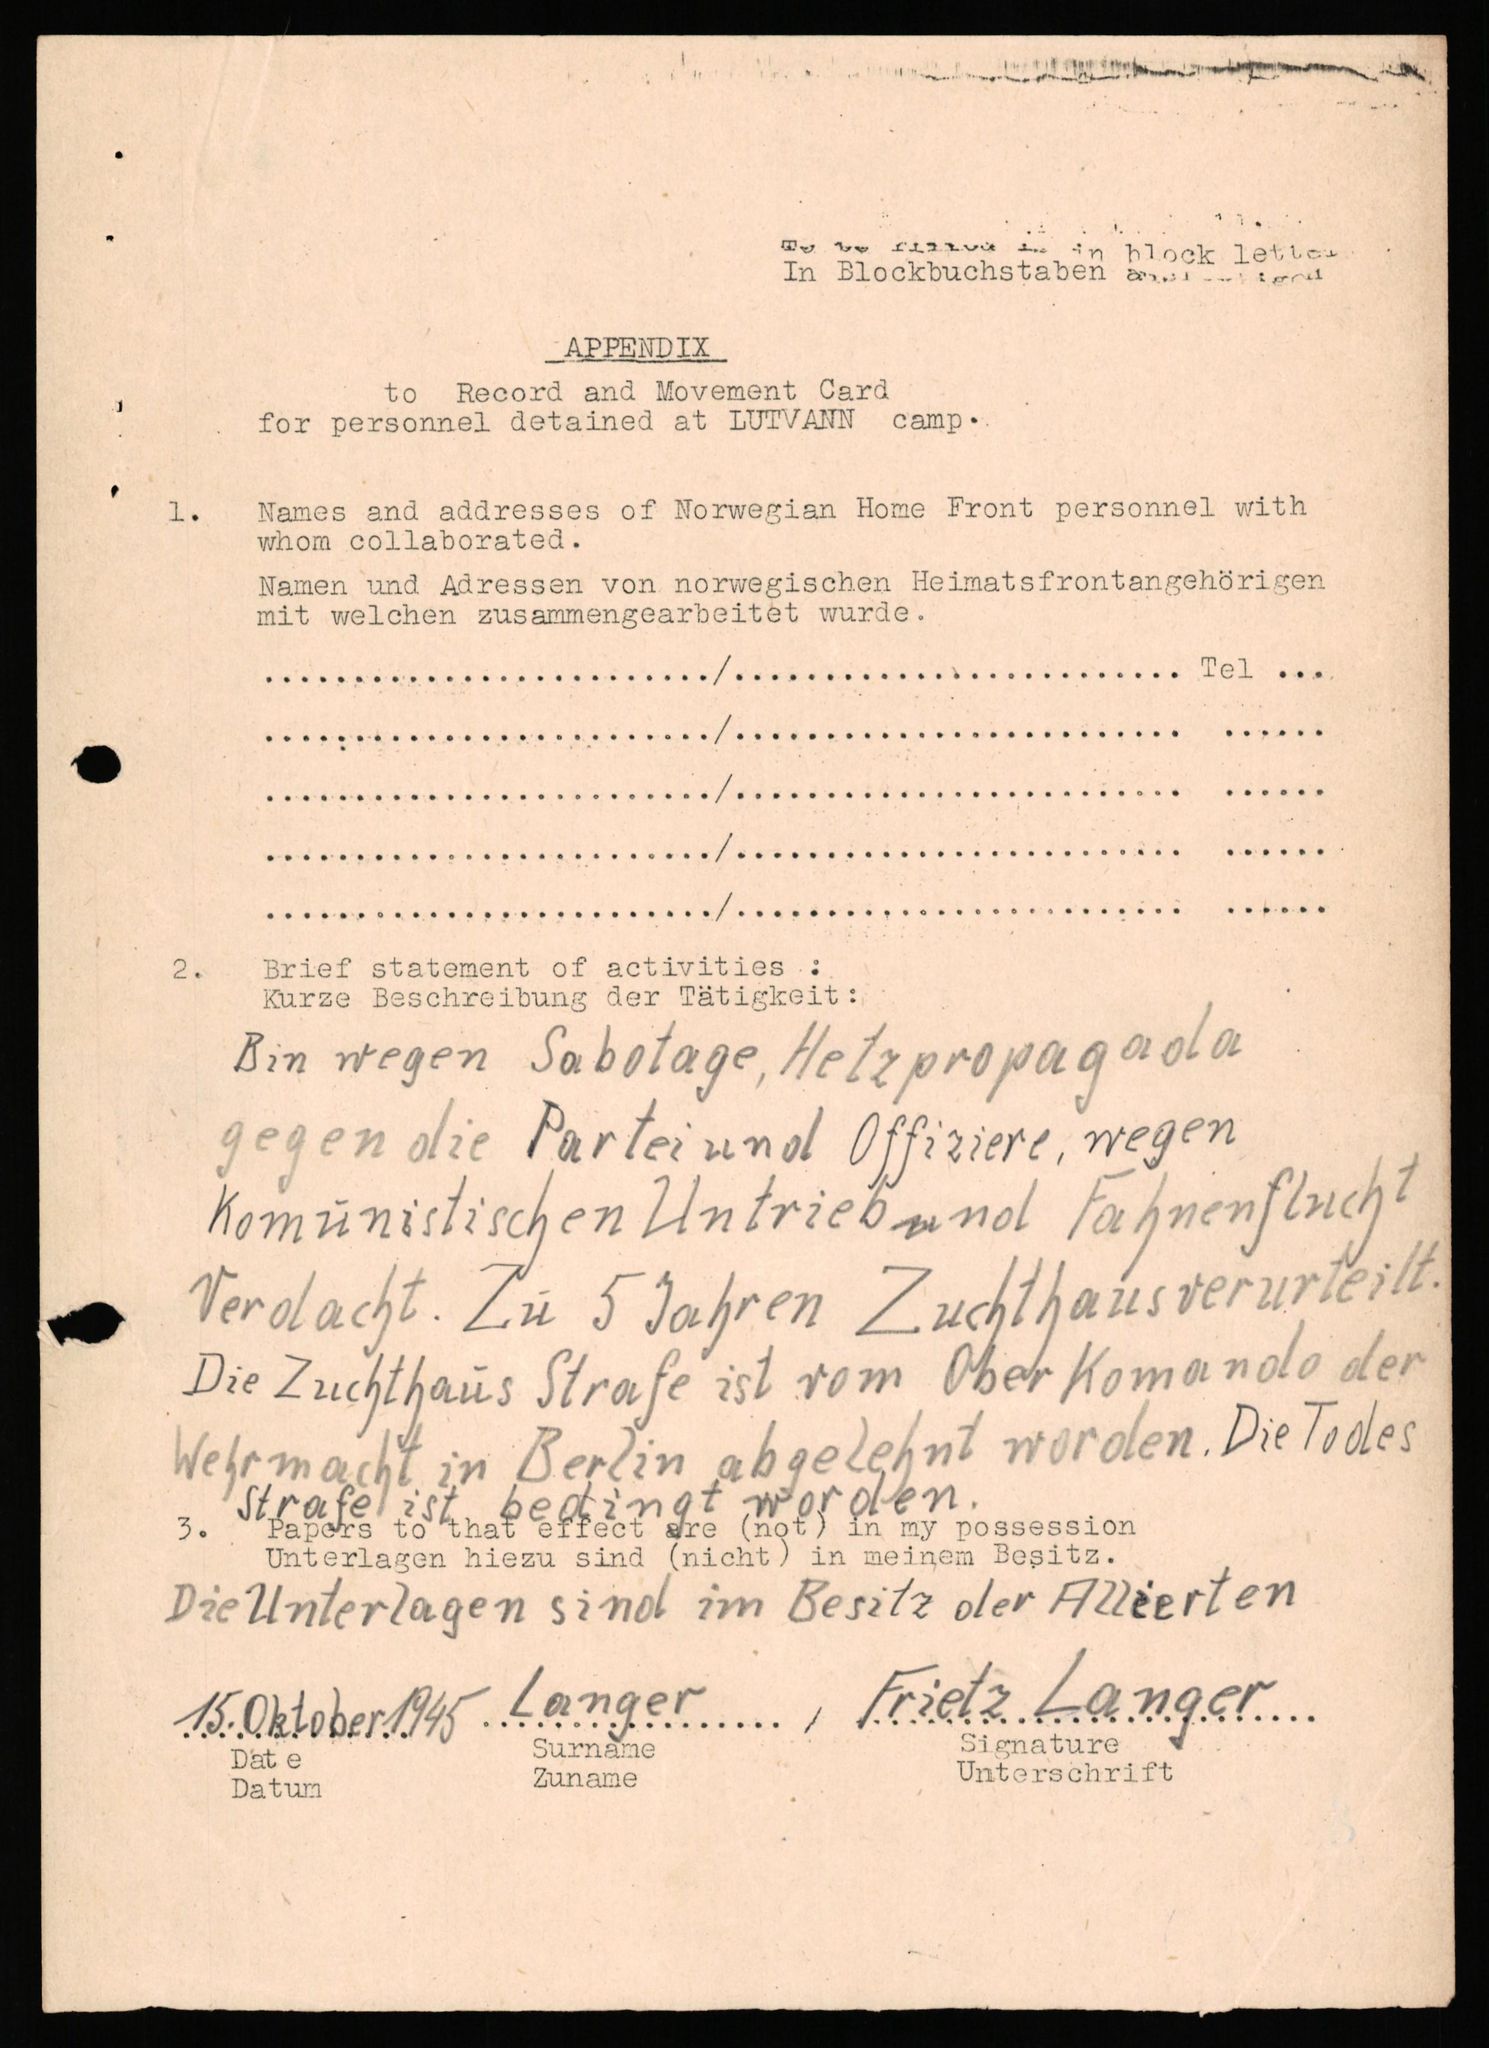 in block letter
In Blockbuchstaben
APPENDIX
to Record and Movement Card
for personnel detained at LUTVANN camp.
1. Names and addresses of Norwegian Home Front personnel with
whom collaborated.
Namen und Adressen von norwegischen Heimatsfrontangehörigen
mit welchen zusammengearbeitet wurde.
........................./......................... Tel ...
........................./......................... ......
........................./......................... ......
........................./......................... ......
........................./......................... ......
2. Brief statement of activities :
Kurze Beschreibung der Tätigkeit:
Bin wegen Sabotage, Hetzpropagada
gegen die Partei und Offiziere, wegen
Komūnistischen Untrieb und Fahnenflucht
Verdacht. Zū 5 Jahren Zuchthaus verurteilt.
Die Zuchthaūs Strafe ist vom Ober Komando der
Wehrmacht in Berlin abgelehnt worden. Die Todes
Strafe ist bedingt worden.
3. Papers to that effect are (not) in my possession
Unterlagen hiezu sind (nicht) in meinem Besitz.
Die Unterlagen sind im Besitz der Allierten
15. Oktober 1945 Langer , Frietz Langer
Date Surname Signature
Datum Zuname Unterschrift